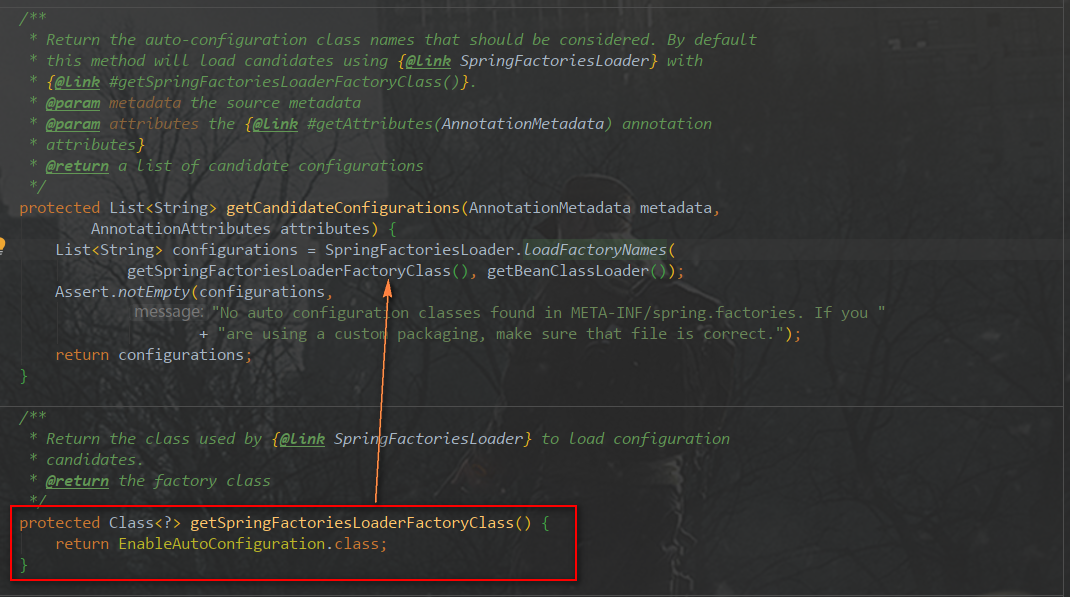 /**
 * Return the auto-configuration class names that should be considered. By default
 * this method will load candidates using {@link SpringFactoriesLoader} with
 * {@link #getSpringFactoriesLoaderFactoryClass()}.
 * @param metadata the source metadata
 * @param attributes the {@link #getAttributes(AnnotationMetadata) annotation
 * attributes}
 * @return a list of candidate configurations
 */
protected List<String> getCandidateConfigurations(AnnotationMetadata metadata,
        AnnotationAttributes attributes) {
    List<String> configurations = SpringFactoriesLoader.loadFactoryNames(
            getSpringFactoriesLoaderFactoryClass(), getBeanClassLoader());
    Assert.notEmpty(configurations,
            message: "No auto configuration classes found in META-INF/spring.factories. If you "
                    + "are using a custom packaging, make sure that file is correct.");
    return configurations;
}
/**
 * Return the class used by {@link SpringFactoriesLoader} to load configuration
 * candidates.
 * @return the factory class
 */
protected Class<?> getSpringFactoriesLoaderFactoryClass() {
    return EnableAutoConfiguration.class;
}